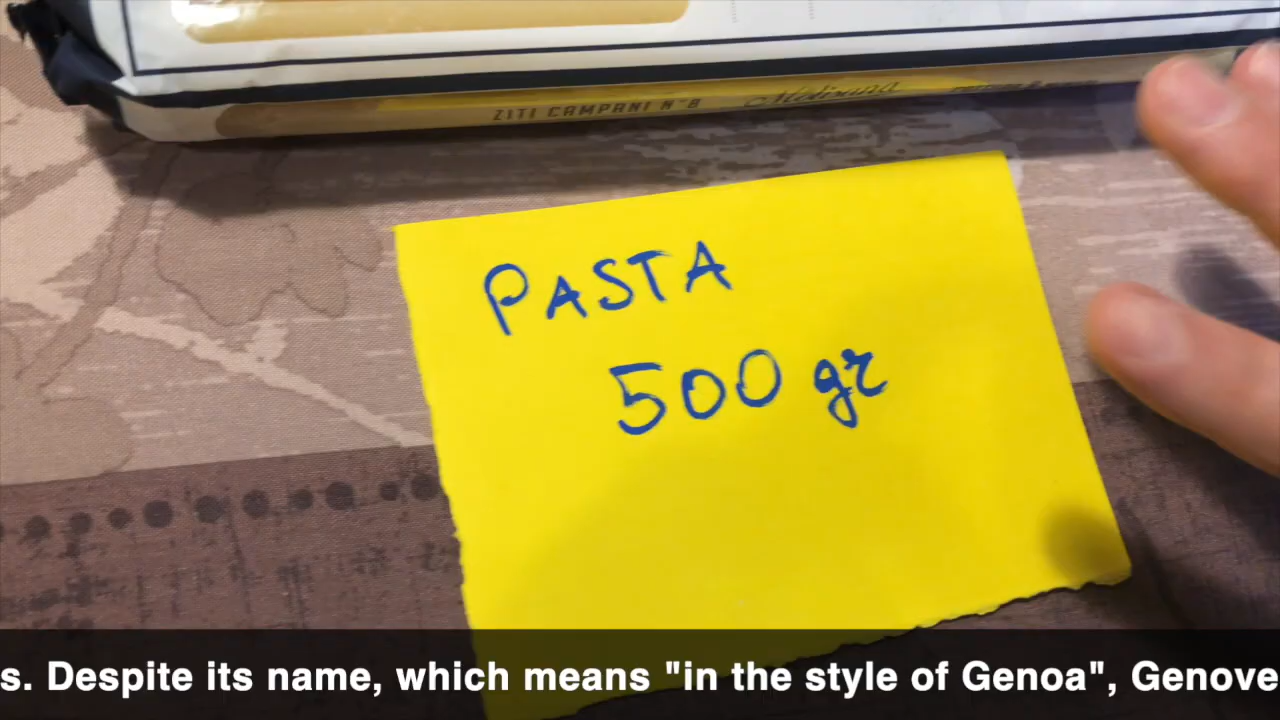 ZITI CAMPANI N°8
PASTA
500 gr
s. Despite its name, which means "in the style of Genoa", Genove